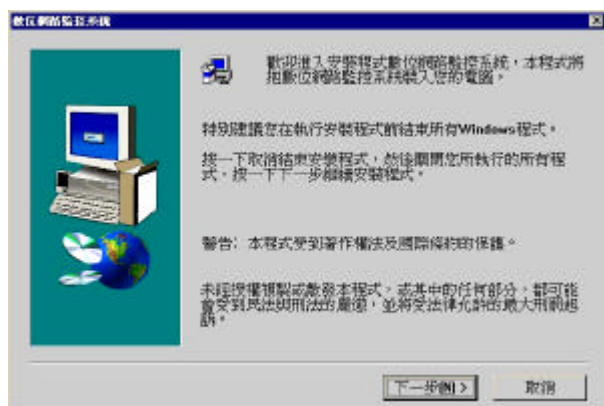 數位網路監控系統
歡迎進入安裝程式數位網路監控系統，本程式將
把數位網路監控系統裝入您的電腦。
特別建議您在執行安裝程式前結束所有Windows程式。
按一下取消結束安裝程式，然後關閉您所執行的所有程
式，按一下下一步繼續安裝程式。
警告：本程式受到著作權法及國際條約的保護。
未經授權複製或散發本程式，或其中的任何部分，都可能
會受到民法與刑法的嚴懲，並將受法律允許的最大刑期起
訴。
下一步(N) >
取消